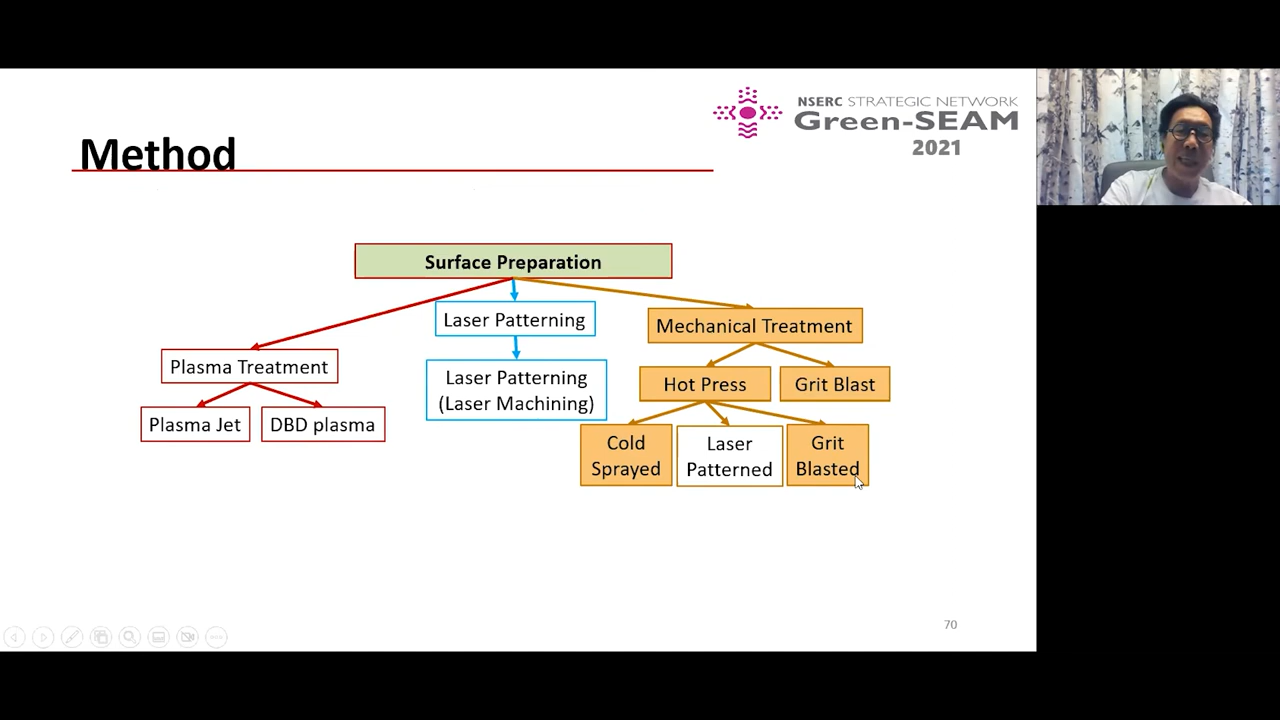 NSERC STRATEGIC NETWORK
Green-SEAM
2021
Method
Surface Preparation
Laser Patterning
Mechanical Treatment
Plasma Treatment
Laser Patterning
(Laser Machining)
Hot Press
Grit Blast
Plasma Jet
DBD plasma
Cold
Sprayed
Laser
Patterned
Grit
Blasted
70